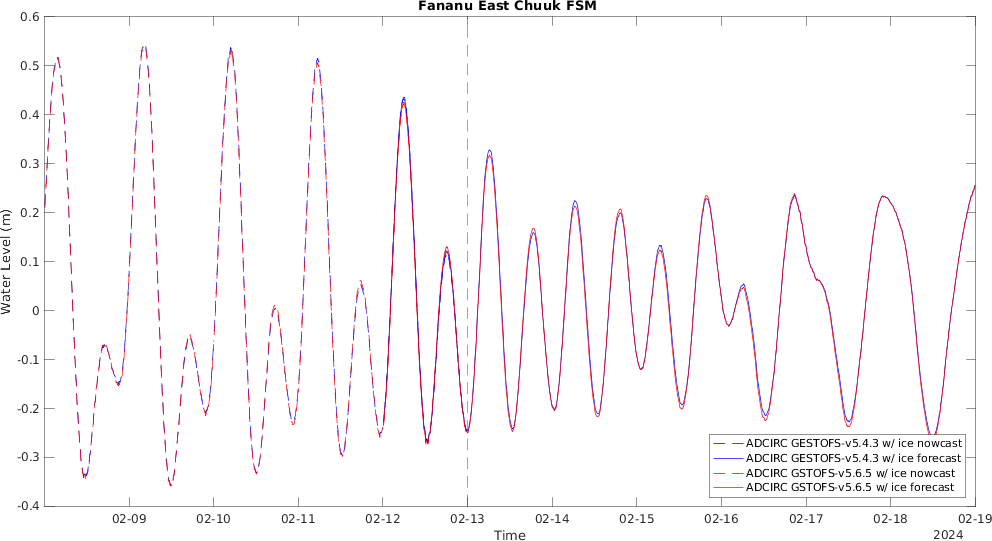 Fananu East Chuuk FSM
0.6
0.5
0.4
0.3
0.2
0.1
0
-0.1
-0.2
-0.3
-0.4
Water Level (m)
ADCIRC GESTOFS-v5.4.3 w/ ice nowcast
ADCIRC GESTOFS-v5.4.3 w/ ice forecast
ADCIRC GSTOFS-v5.6.5 w/ ice nowcast
ADCIRC GSTOFS-v5.6.5 w/ ice forecast
02-09 02-10 02-11 02-12 02-13 02-14 02-15 02-16 02-17 02-18 02-19
Time
2024